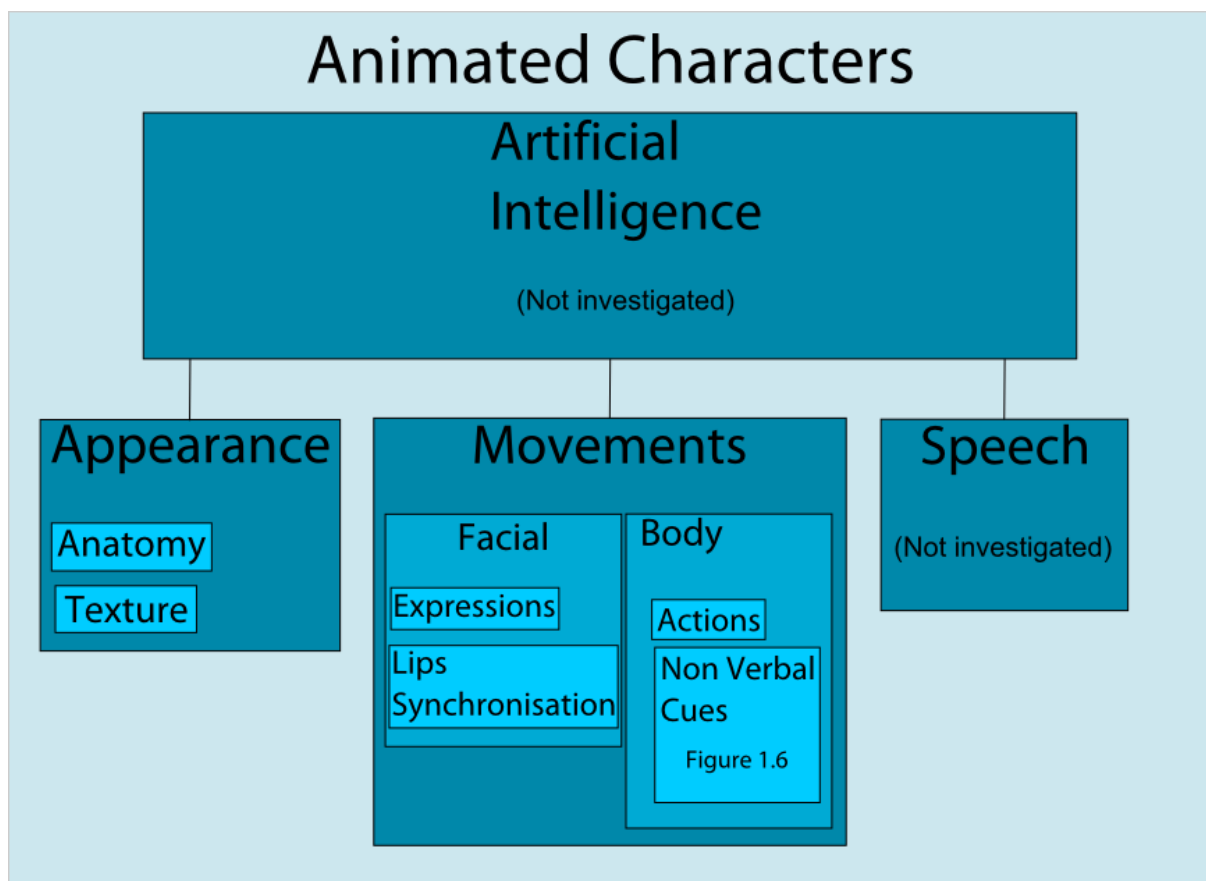 Animated Characters
Artificial
Intelligence
(Not investigated)
Appearance
Anatomy
Texture
Movements
Facial
Expressions
Lips
Synchronisation
Body
Actions
Non Verbal
Cues
Figure 1.6
Speech
(Not investigated)